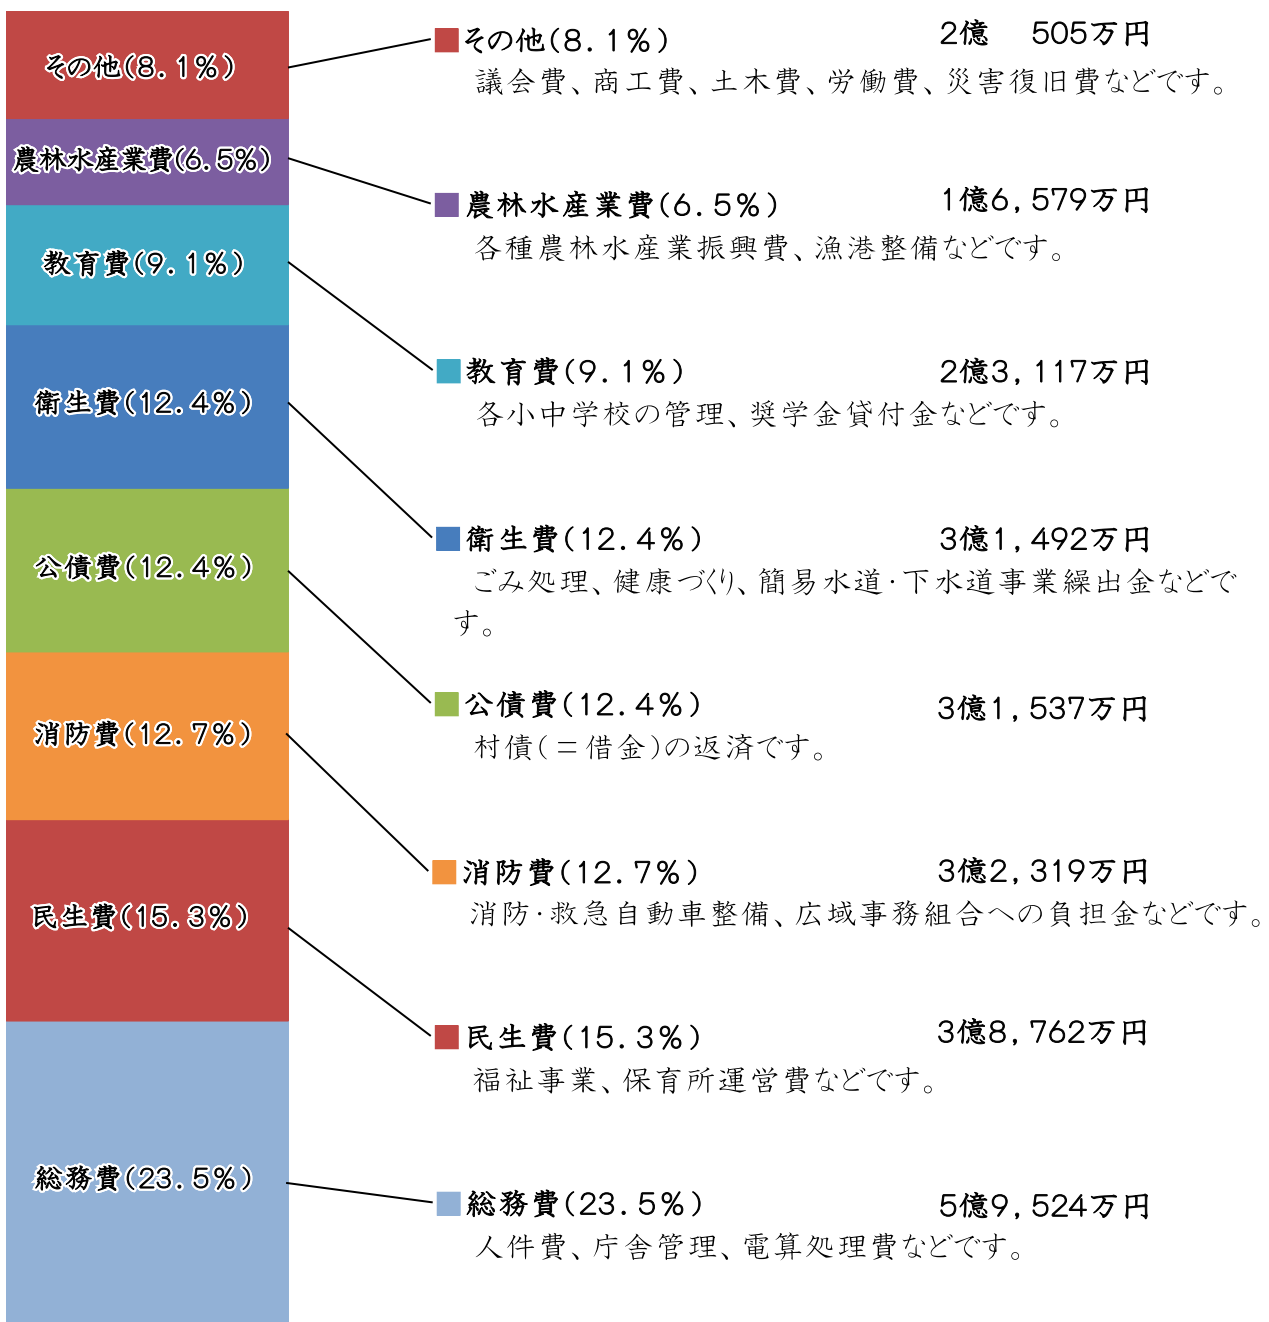 その他(8.1%)
農林水産業費(6.5%)
教育費(9.1%)
衛生費(12.4%)
公債費(12.4%)
消防費(12.7%)
民生費(15.3%)
総務費(23.5%)
その他(8.1%) 2億 505万円
議会費、商工費、土木費、労働費、災害復旧費などです。
農林水産業費(6.5%) 1億6,579万円
各種農林水産業振興費、漁港整備などです。
教育費(9.1%) 2億3,117万円
各小中学校の管理、奨学金貸付金などです。
衛生費(12.4%) 3億1,492万円
ごみ処理、健康づくり、簡易水道・下水道事業繰出金などで
す。
公債費(12.4%) 3億1,537万円
村債(=借金)の返済です。
消防費(12.7%) 3億2,319万円
消防・救急自動車整備、広域事務組合への負担金などです。
民生費(15.3%) 3億8,762万円
福祉事業、保育所運営費などです。
総務費(23.5%) 5億9,524万円
人件費、庁舎管理、電算処理費などです。